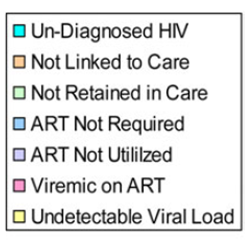 Un-Diagnosed HIV
Not Linked to Care
Not Retained in Care
ART Not Required
ART Not Utililzed
Viremic on ART
Undetectable Viral Load